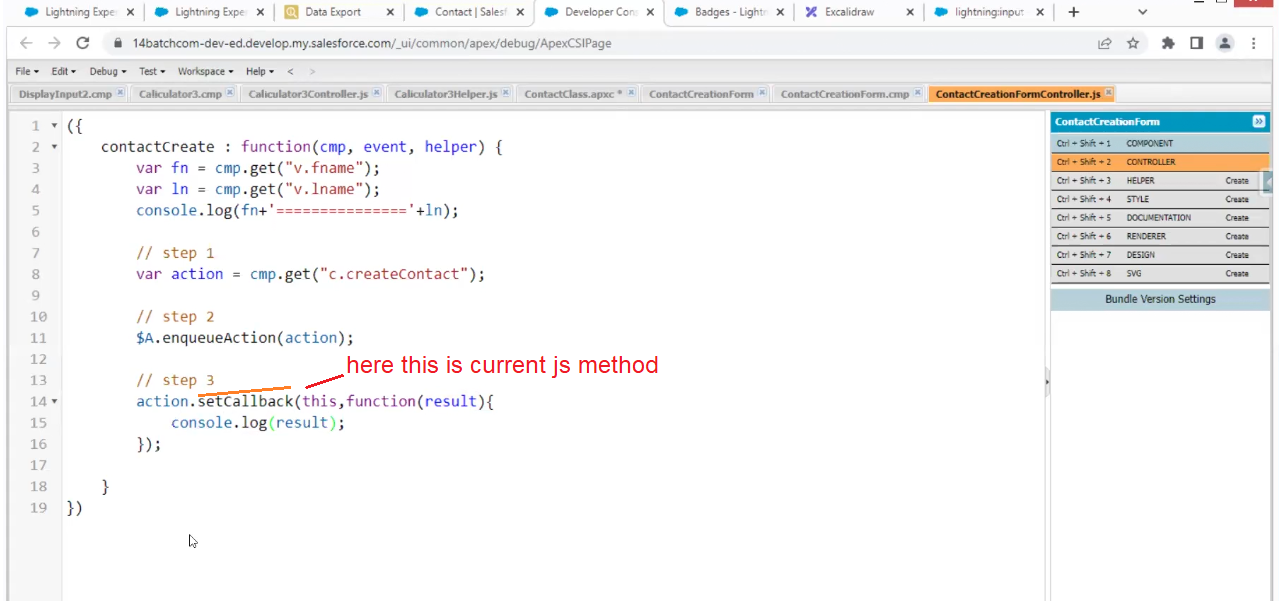 Lightning Expe
Lightning Expe
Data Export
Contact | Salesf
Developer Con
Badges - Lightn
Excalidraw
lightning:input
14batchcom-dev-ed.develop.my.salesforce.com/_ui/common/apex/debug/ApexCSIPage
File Edit Debug Test Workspace Help < >
DisplayInput2.cmp Caliculator3.cmp Caliculator3Controller.js Caliculator3Helper.js ContactClass.apxc * ContactCreationForm ContactCreationForm.cmp ContactCreationFormController.js
1 ({
2 contactCreate : function(cmp, event, helper) {
3 var fn = cmp.get("v.fname");
4 var ln = cmp.get("v.lname");
5 console.log(fn+'==============='+ln);
6
7 // step 1
8 var action = cmp.get("c.createContact");
9
10 // step 2
11 $A.enqueueAction(action);
12
here this is current js method
13 // step 3
14 action.setCallback(this,function(result){
15 console.log(result);
16 });
17
18 }
19 })
ContactCreationForm
Ctrl + Shift + 1 COMPONENT
Ctrl + Shift + 2 CONTROLLER
Ctrl + Shift + 3 HELPER Create
Ctrl + Shift + 4 STYLE Create
Ctrl + Shift + 5 DOCUMENTATION Create
Ctrl + Shift + 6 RENDERER Create
Ctrl + Shift + 7 DESIGN Create
Ctrl + Shift + 8 SVG Create
Bundle Version Settings